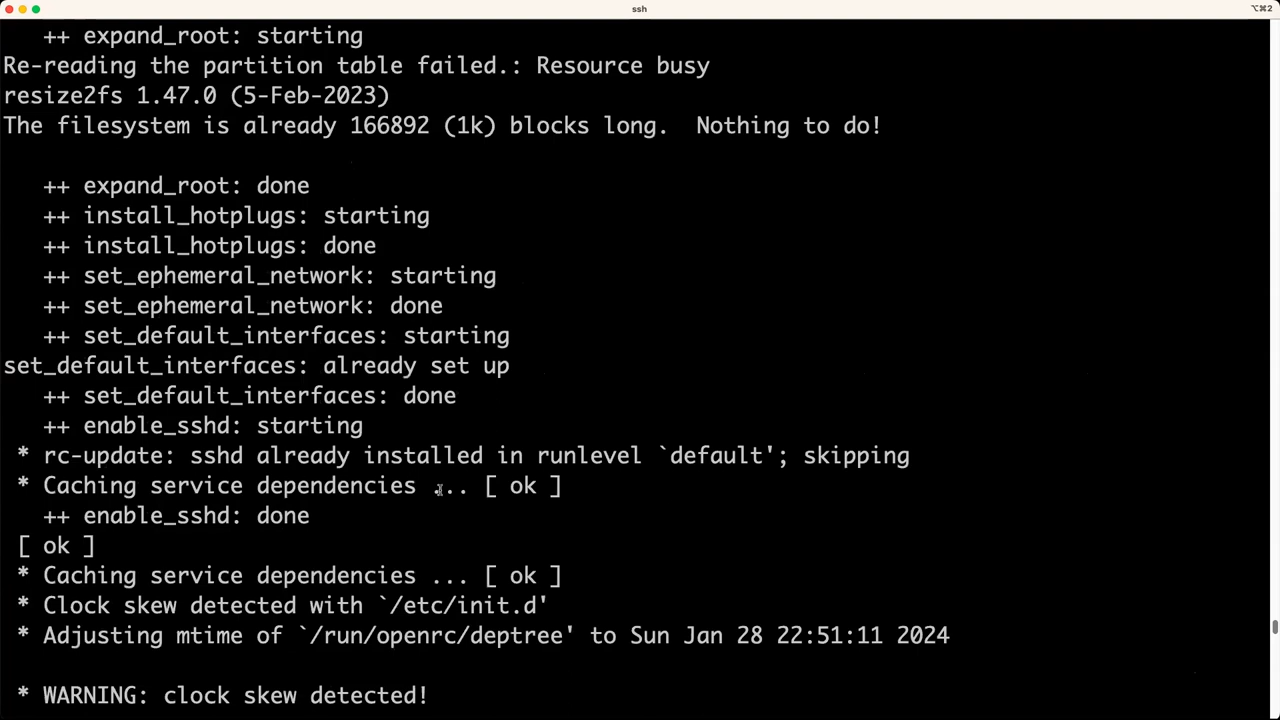 ssh
⌥⌘2
++ expand_root: starting
Re-reading the partition table failed.: Resource busy
resize2fs 1.47.0 (5-Feb-2023)
The filesystem is already 166892 (1k) blocks long.  Nothing to do!
++ expand_root: done
++ install_hotplugs: starting
++ install_hotplugs: done
++ set_ephemeral_network: starting
++ set_ephemeral_network: done
++ set_default_interfaces: starting
set_default_interfaces: already set up
++ set_default_interfaces: done
++ enable_sshd: starting
* rc-update: sshd already installed in runlevel `default'; skipping
* Caching service dependencies ... [ ok ]
++ enable_sshd: done
[ ok ]
* Caching service dependencies ... [ ok ]
* Clock skew detected with `/etc/init.d'
* Adjusting mtime of `/run/openrc/deptree' to Sun Jan 28 22:51:11 2024
* WARNING: clock skew detected!